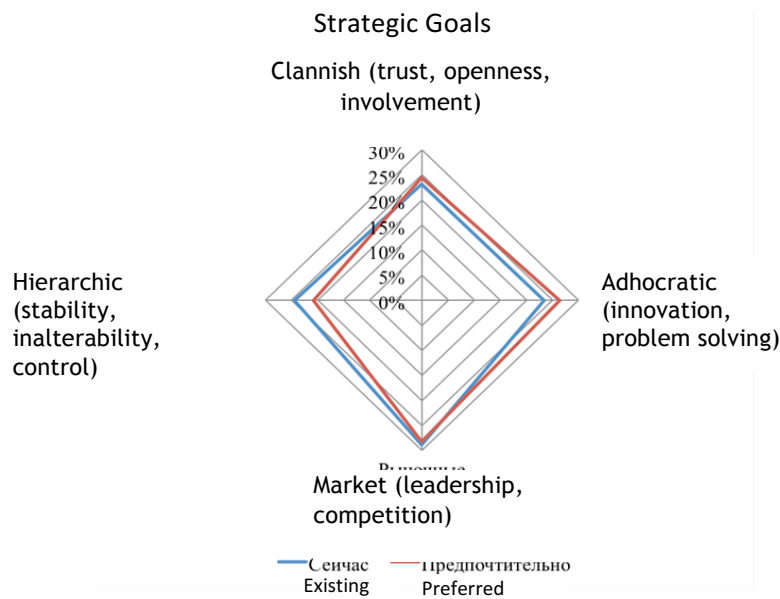 Strategic Goals
Clannish (trust, openness,
involvement)
30%
25%
20%
15%
10%
5%
0%
Hierarchic
(stability,
inalterability,
control)
Adhocratic
(innovation,
problem solving)
Market (leadership,
competition)
Сейчас
Предпочтительно
Existing
Preferred